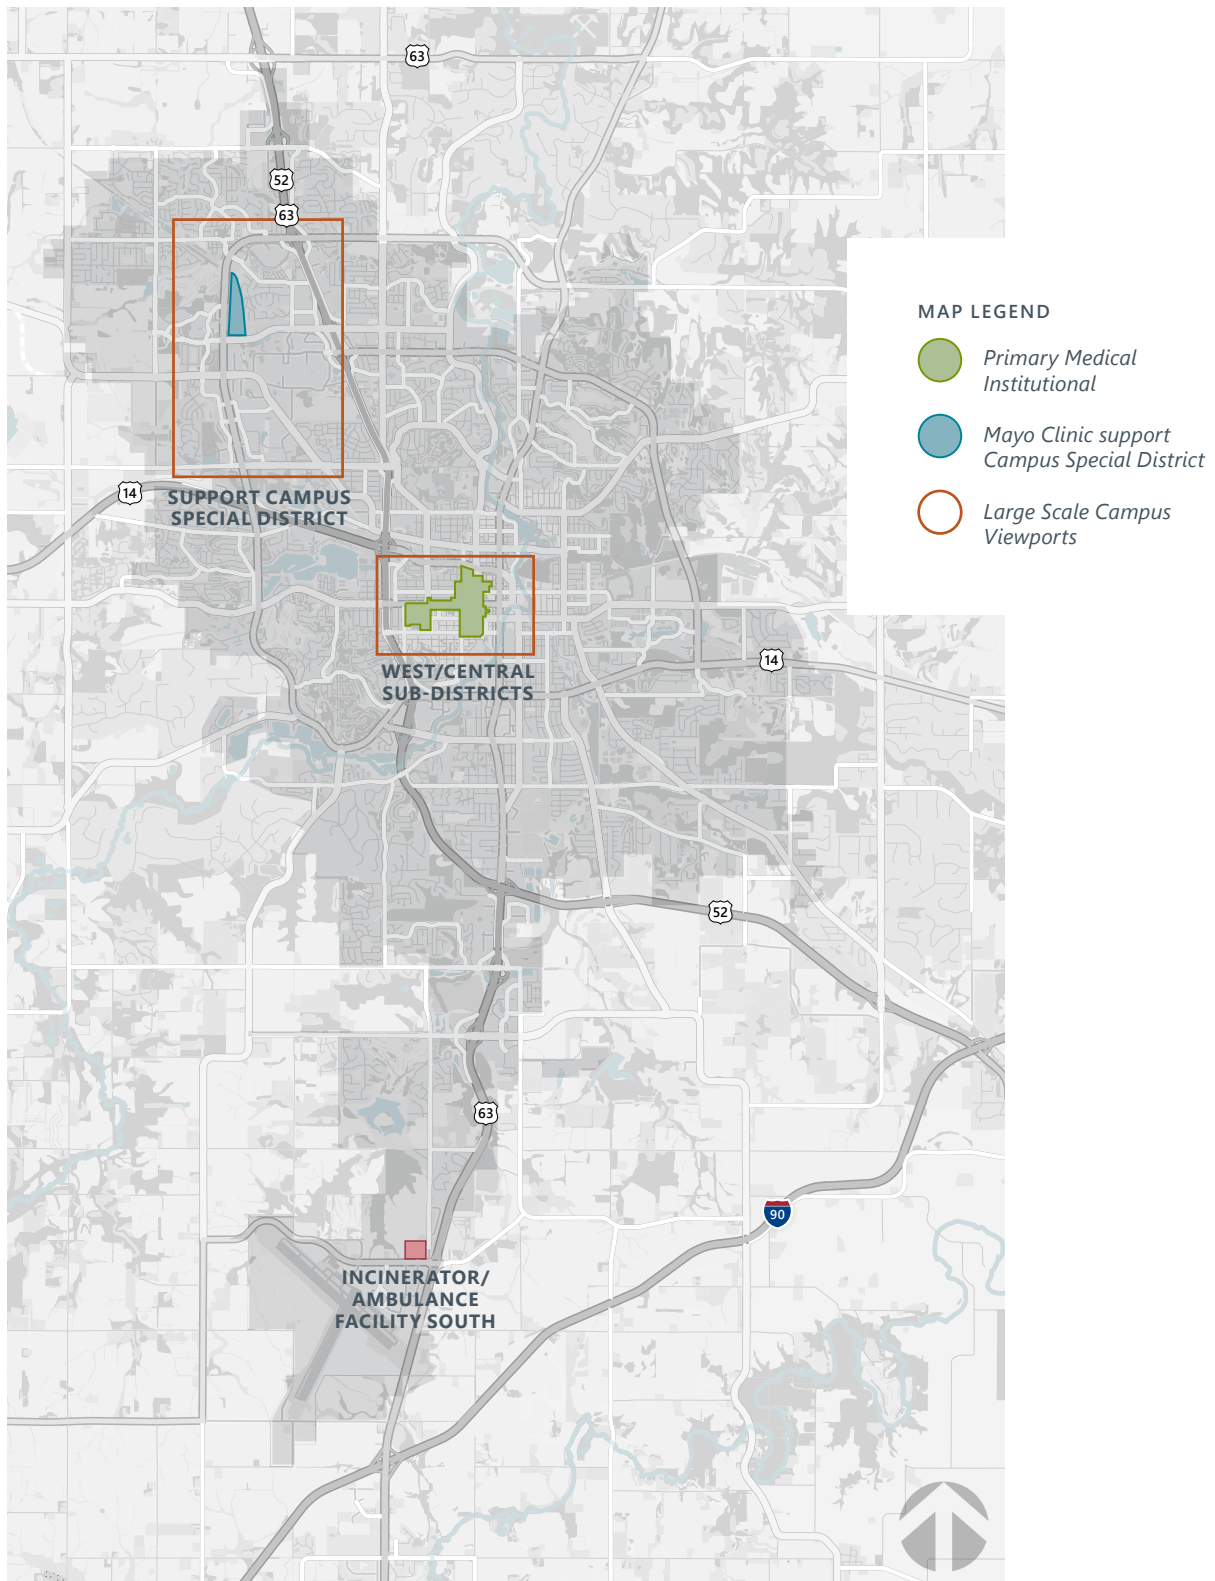 63
52
63
MAP LEGEND
Primary Medical
Institutional
Mayo Clinic support
Campus Special District
Large Scale Campus
Viewports
14
SUPPORT CAMPUS
SPECIAL DISTRICT
WEST/CENTRAL
SUB-DISTRICTS
14
52
63
90
INCINERATOR/
AMBULANCE
FACILITY SOUTH